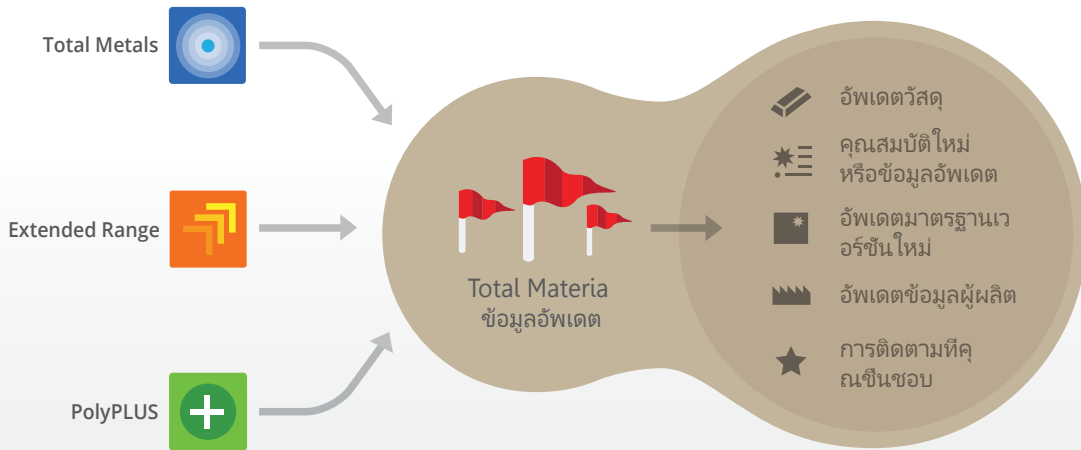 Total Metals
Extended Range
PolyPLUS
Total Materia
ข้อมูลอัพเดต
อัพเดตวัสดุ
คุณสมบัติใหม่
หรือข้อมูลอัพเดต
อัพเดตมาตรฐานเว
อร์ชันใหม่
อัพเดตข้อมูลผู้ผลิต
การติดตามที่คุ
ณชื่นชอบ